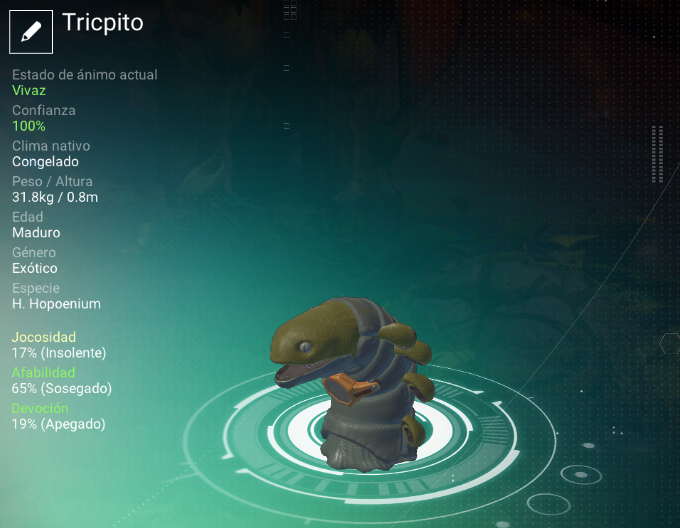 Tricpito
Estado de ánimo actual
Vivaz
Confianza
100%
Clima nativo
Congelado
Peso / Altura
31.8kg / 0.8m
Edad
Maduro
Género
Exótico
Especie
H. Hopoenium
Jocosidad
17% (Insolente)
Afabilidad
65% (Sosegado)
Devoción
19% (Apegado)